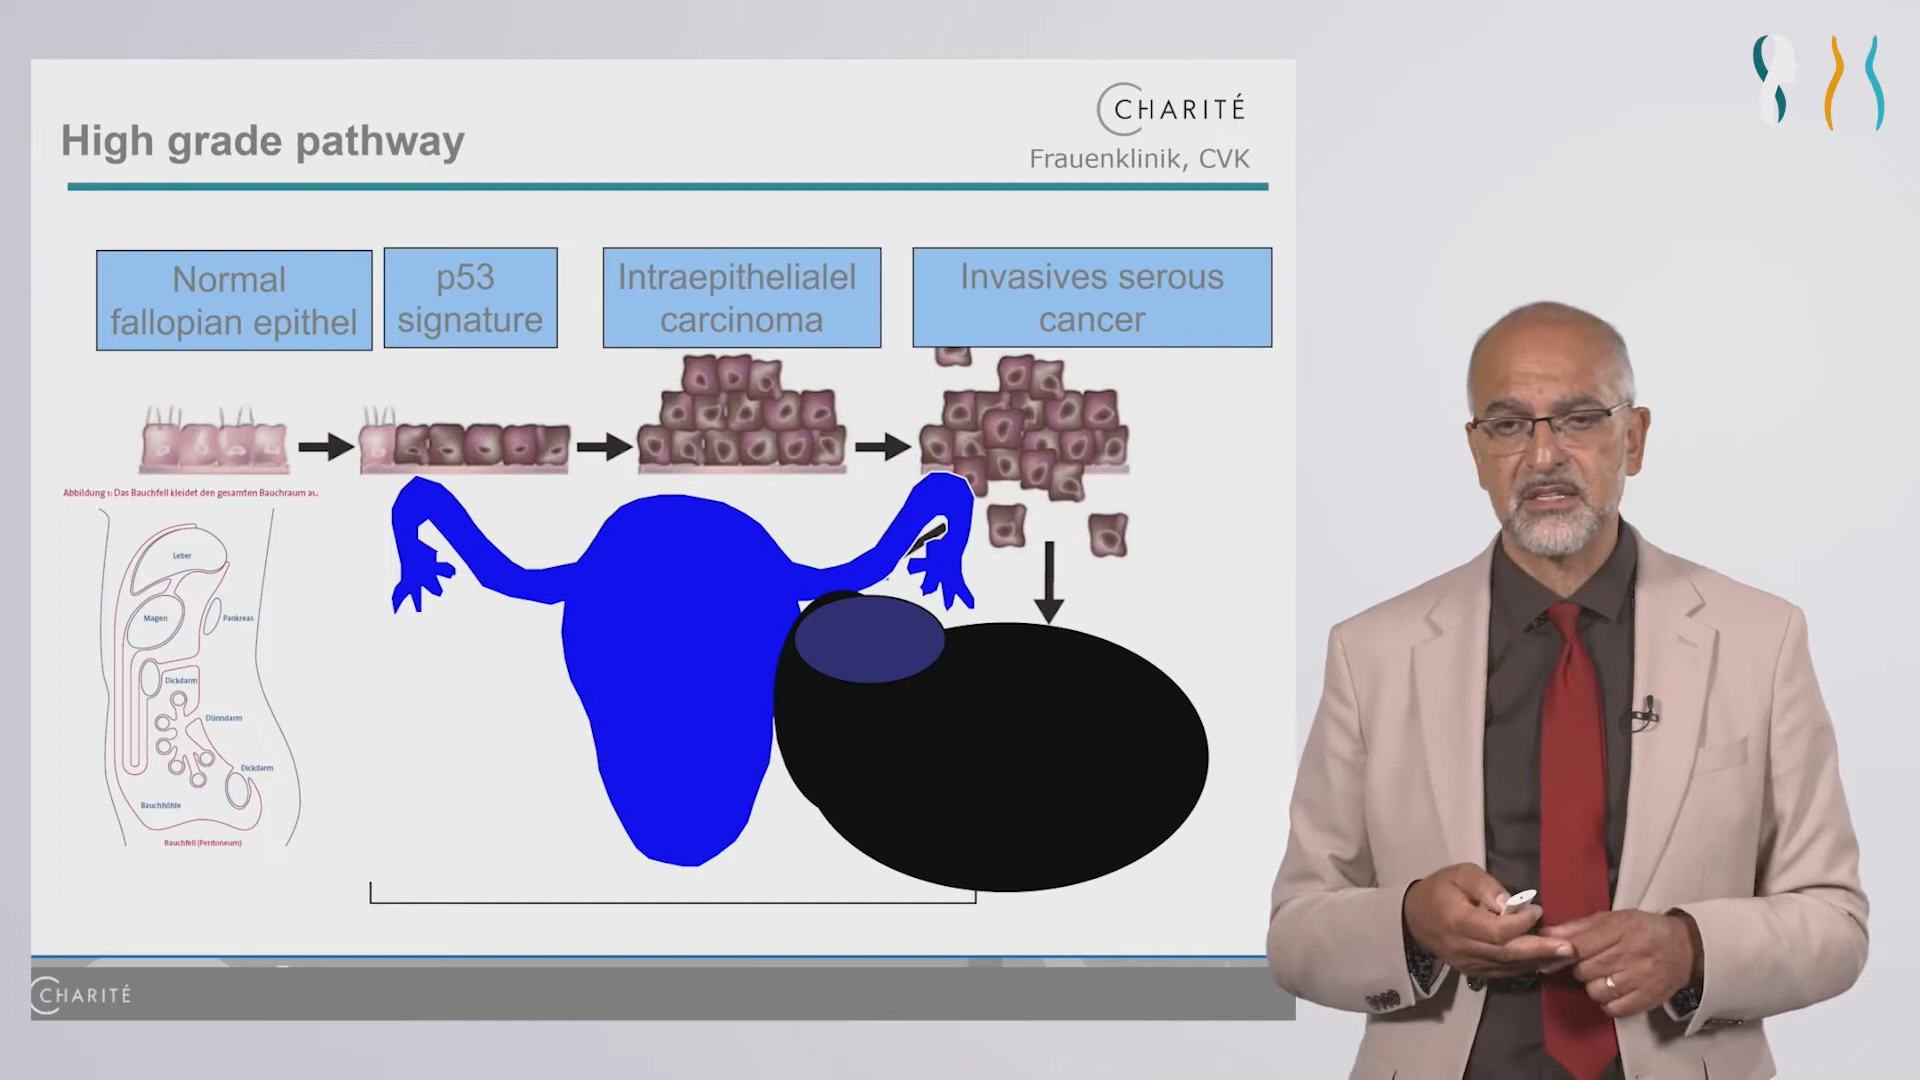 CHARITÉ
High grade pathway
Frauenklinik, CVK
Normal
fallopian epithel
p53
signature
Intraepithelialel
carcinoma
Invasives serous
cancer
Abbildung 1: Das Bauchfell kleidet den gesamten Bauchraum au.
Leber
Magen
Pankreas
Dickdarm
Dünndarm
Dickdarm
Bauchhöhle
Bauchfell (Peritoneum)
CHARITÉ